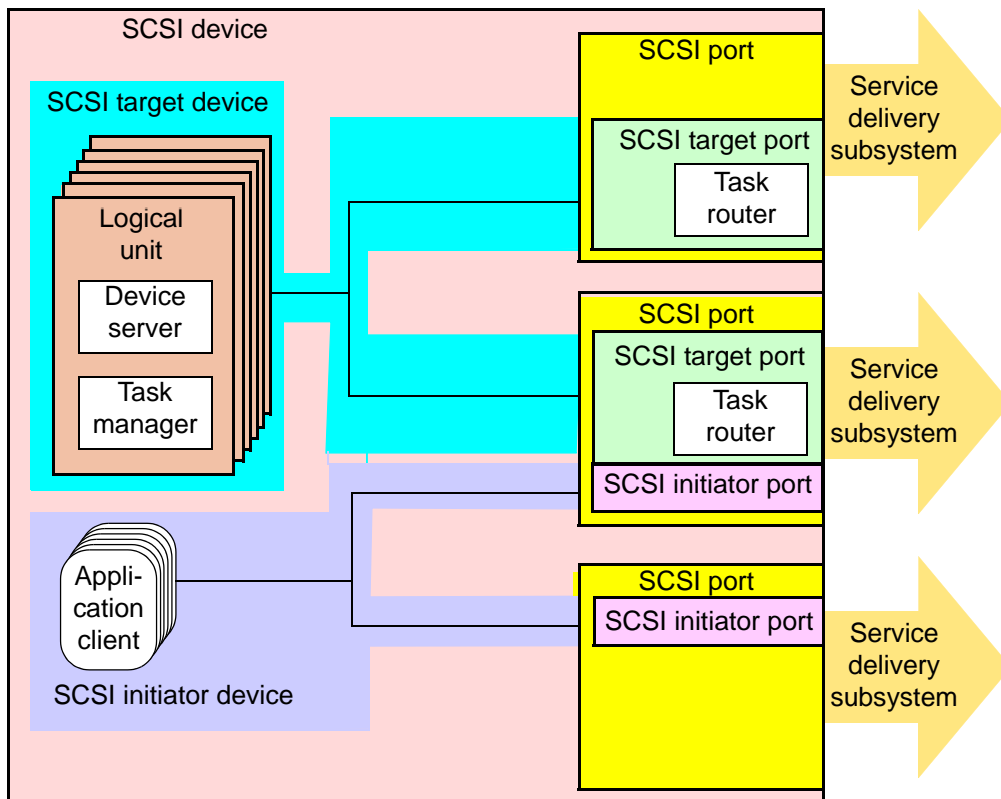 SCSI device
SCSI target device
Logical
unit
Device
server
Task
manager
SCSI port
SCSI target port
Task
router
Service
delivery
subsystem
SCSI port
SCSI target port
Task
router
SCSI initiator port
Service
delivery
subsystem
Appli-
cation
client
SCSI initiator device
SCSI port
SCSI initiator port
Service
delivery
subsystem